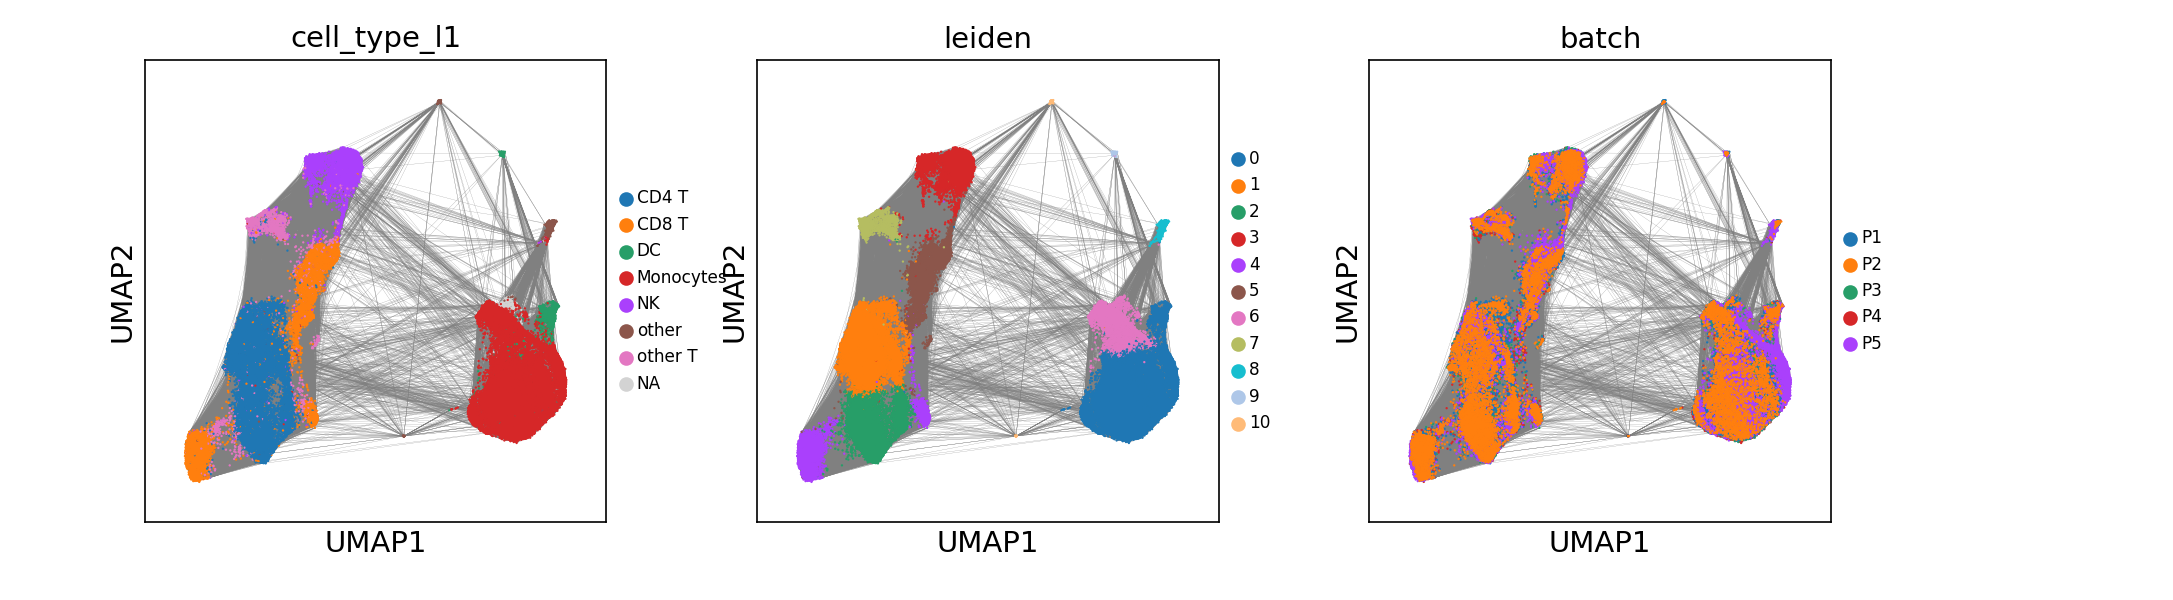 cell_type_l1
UMAP2
UMAP1
CD4 T
CD8 T
DC
Monocytes
NK
other
other T
NA
leiden
UMAP2
UMAP1
0
1
2
3
4
5
6
7
8
9
10
batch
UMAP2
UMAP1
P1
P2
P3
P4
P5